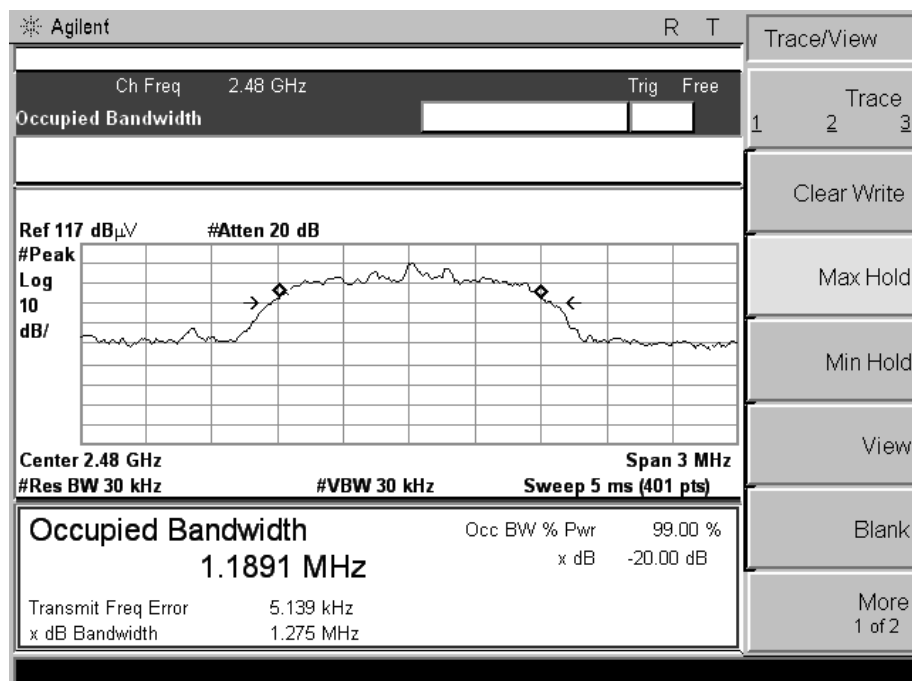 Agilent R T
Trace/View
Ch Freq 2.48 GHz Trig Free
Occupied Bandwidth
Trace
1 2 3
Clear Write
Ref 117 dBµV #Atten 20 dB
#Peak
Log
10
dB/
Max Hold
Min Hold
View
Center 2.48 GHz Span 3 MHz
#Res BW 30 kHz #VBW 30 kHz Sweep 5 ms (401 pts)
Occupied Bandwidth
1.1891 MHz
Occ BW % Pwr 99.00 %
x dB -20.00 dB
Transmit Freq Error 5.139 kHz
x dB Bandwidth 1.275 MHz
Blank
More
1 of 2